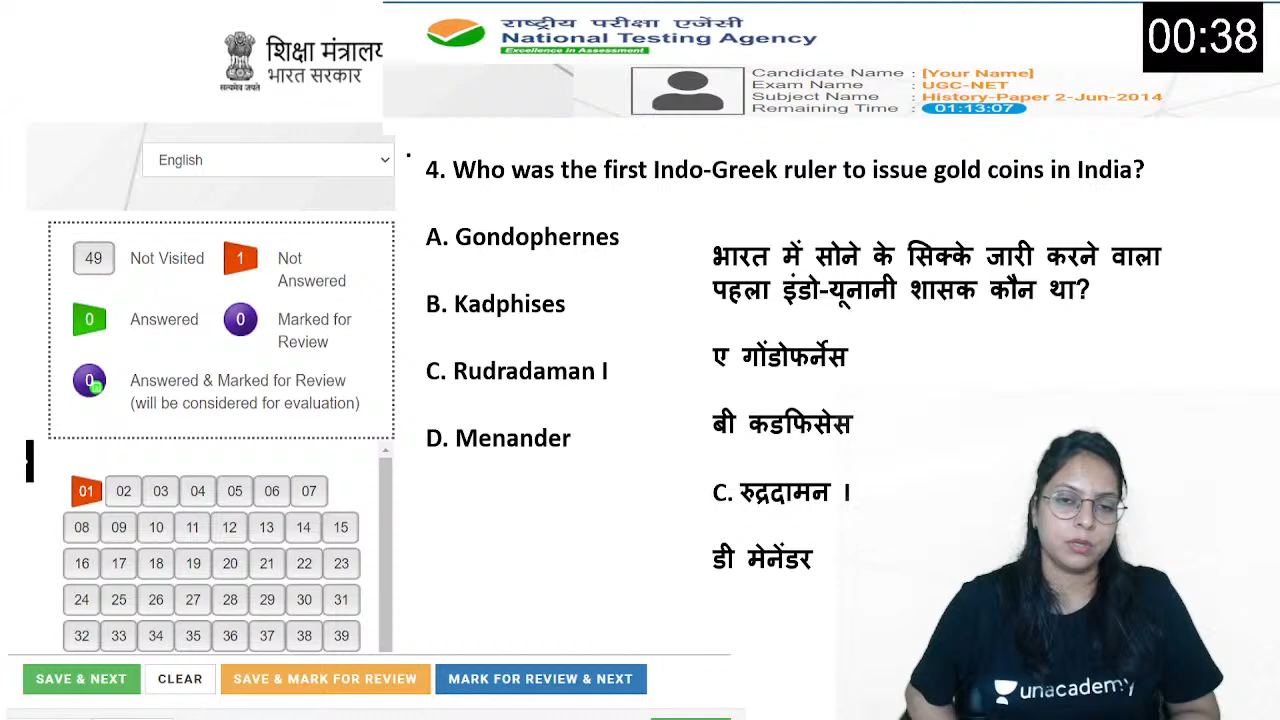 शिक्षा मंत्रालय
भारत सरकार
सत्यमेव जयते
राष्ट्रीय परीक्षा एजेंसी
National Testing Agency
Excellence in Assessment
00:38
Candidate Name : [Your Name]
Exam Name : UGC-NET
Subject Name : History-Paper 2-Jun-2014
Remaining Time : 01:13:07
English
49 Not Visited
1 Not Answered
0 Answered
0 Marked for Review
0 Answered & Marked for Review
(will be considered for evaluation)
01 02 03 04 05 06 07
08 09 10 11 12 13 14 15
16 17 18 19 20 21 22 23
24 25 26 27 28 29 30 31
32 33 34 35 36 37 38 39
4. Who was the first Indo-Greek ruler to issue gold coins in India?
A. Gondophernes
B. Kadphises
C. Rudradaman I
D. Menander
भारत में सोने के सिक्के जारी करने वाला
पहला इंडो-यूनानी शासक कौन था?
ए गोंडोफर्नेस
बी कडफिसेस
C. रुद्रदामन I
डी मेनेंडर
SAVE & NEXT
CLEAR
SAVE & MARK FOR REVIEW
MARK FOR REVIEW & NEXT
unacademy